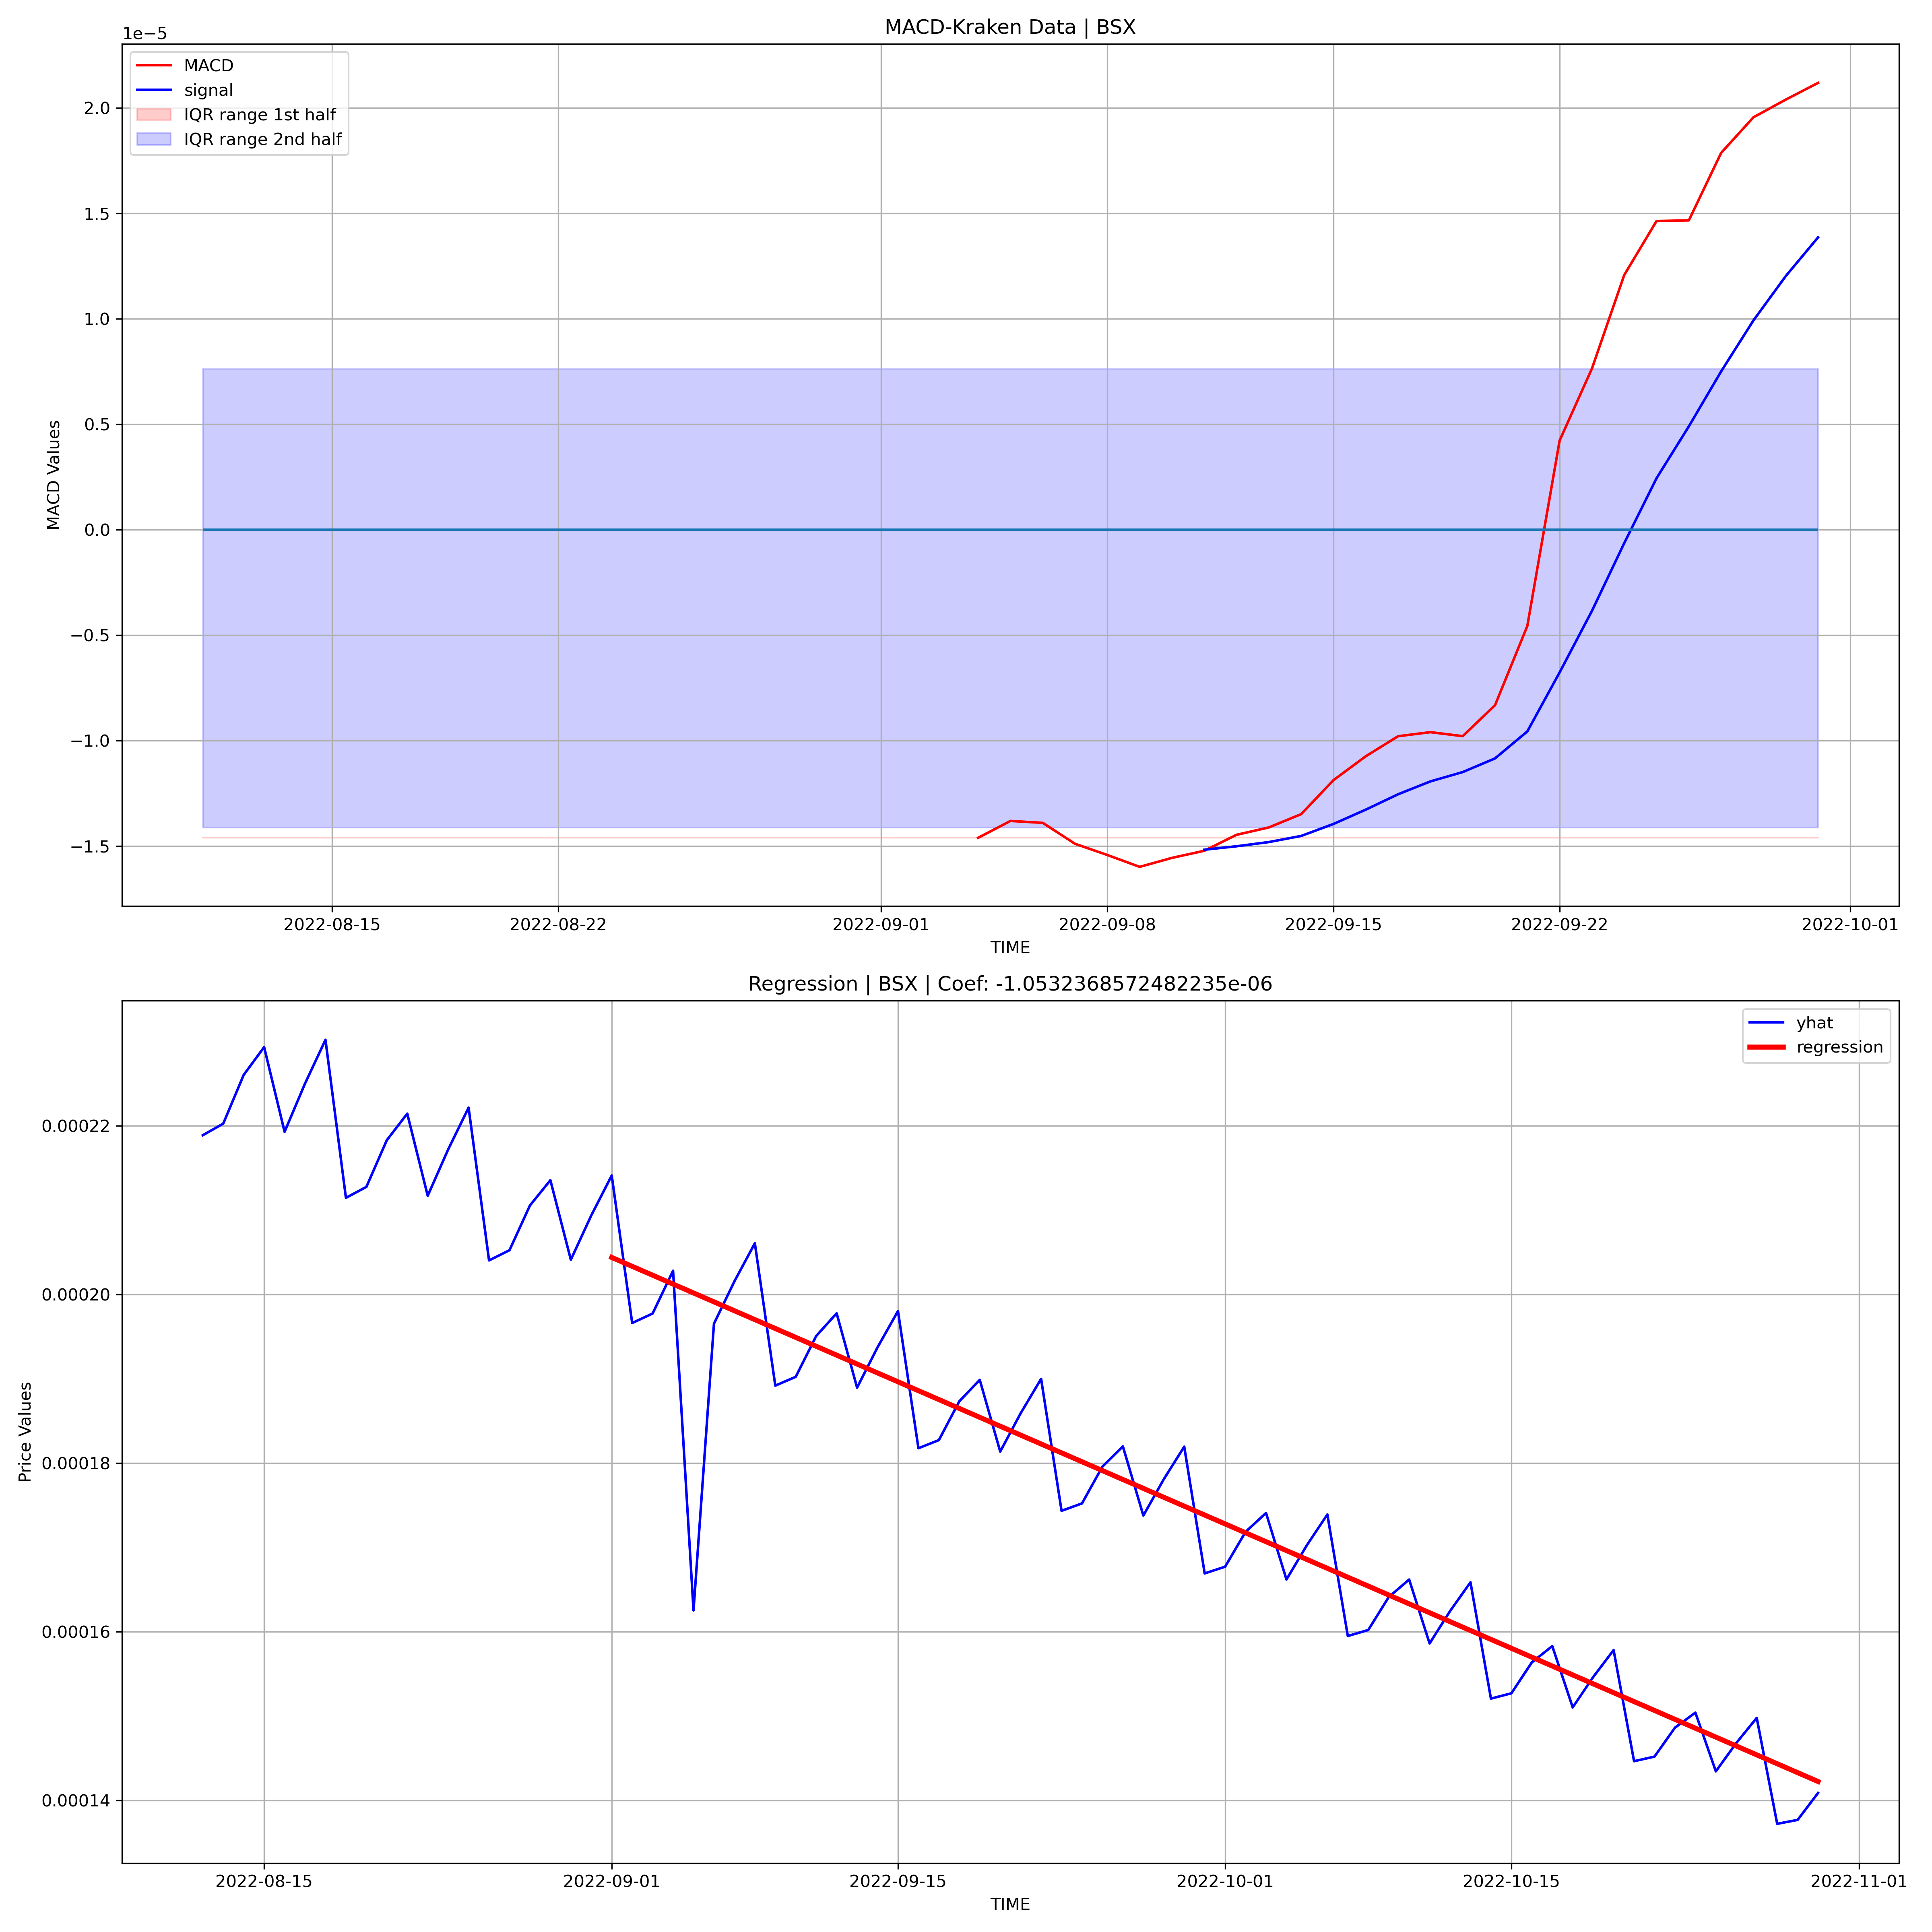 MACD-Kraken Data | BSX
1e−5
MACD
signal
IQR range 1st half
IQR range 2nd half
2.0
1.5
1.0
0.5
0.0
−0.5
−1.0
−1.5
MACD Values
2022-08-15 2022-08-22 2022-09-01 2022-09-08 2022-09-15 2022-09-22 2022-10-01
TIME
Regression | BSX | Coef: -1.0532368572482235e-06
yhat
regression
0.00022
0.00020
0.00018
0.00016
0.00014
Price Values
2022-08-15 2022-09-01 2022-09-15 2022-10-01 2022-10-15 2022-11-01
TIME